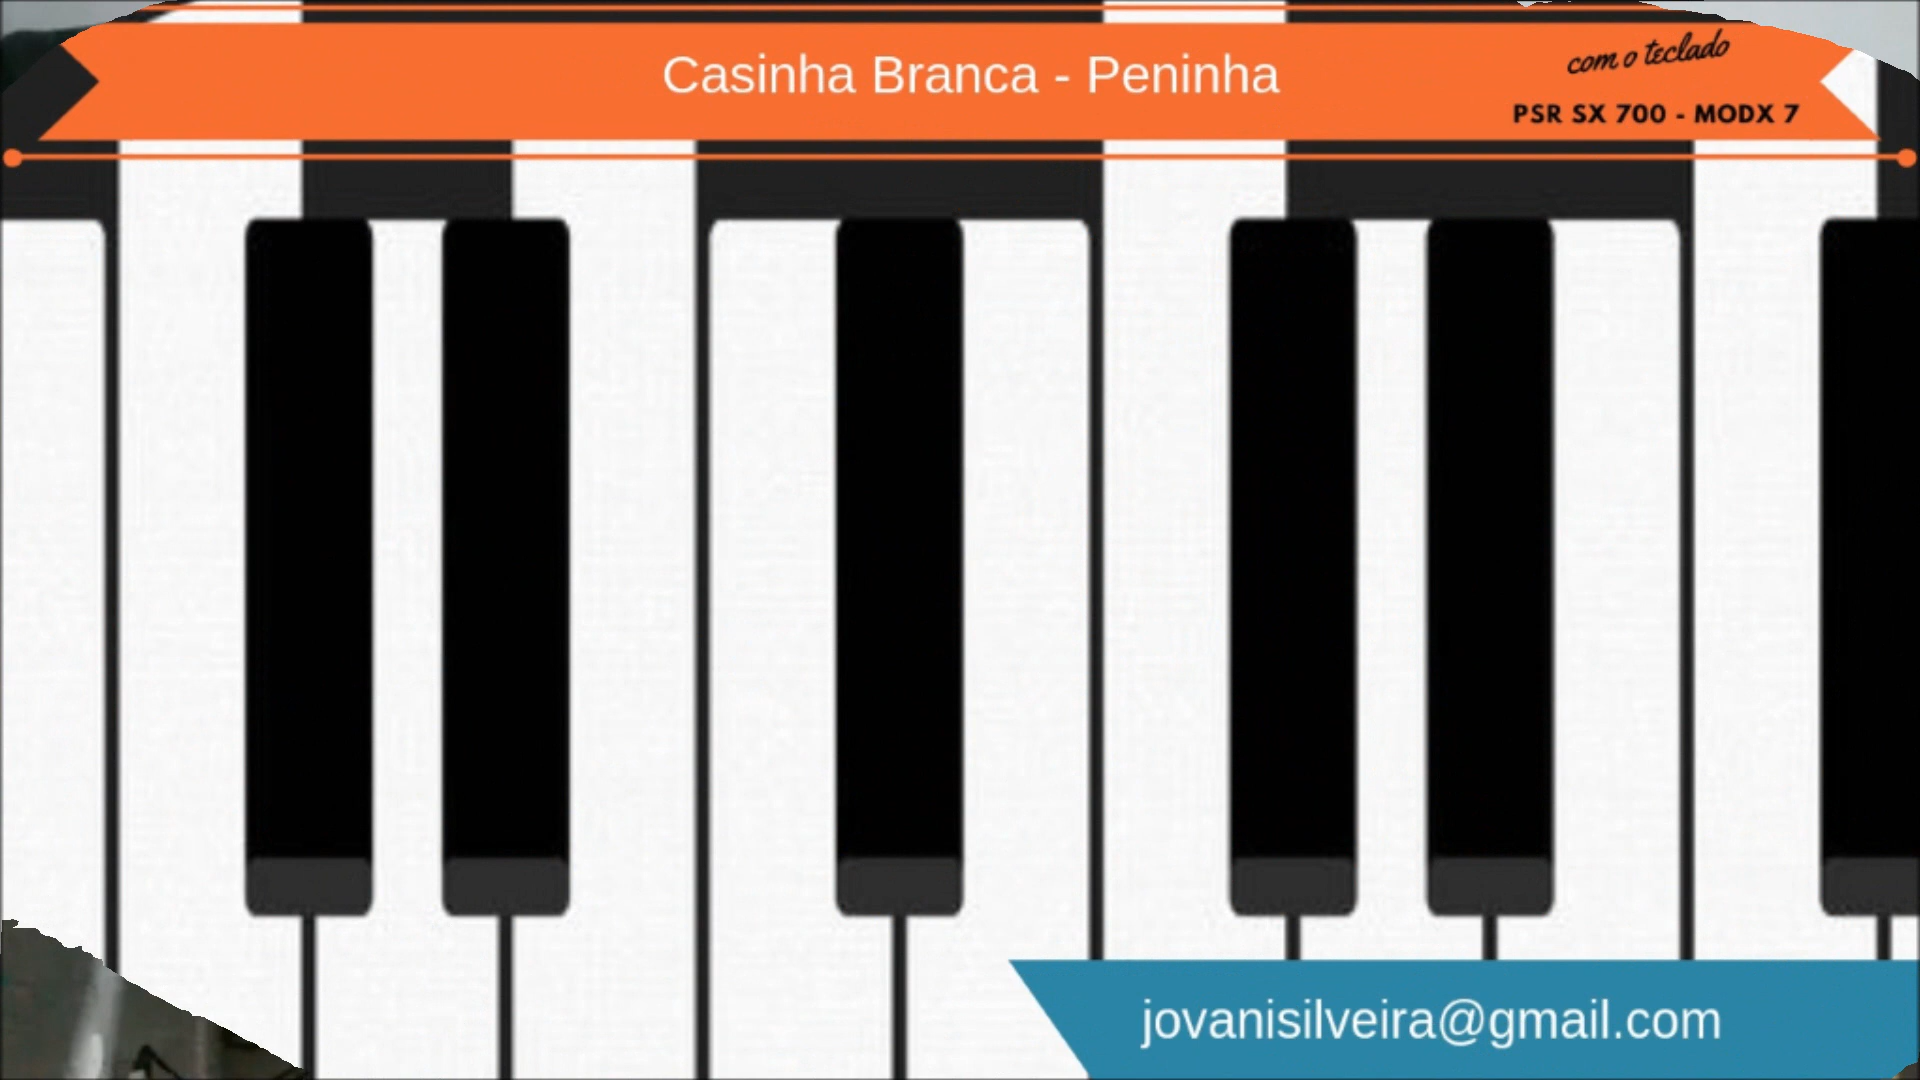 Casinha Branca - Peninha
com o teclado
PSR SX 700 - MODX 7
jovanisilveira@gmail.com